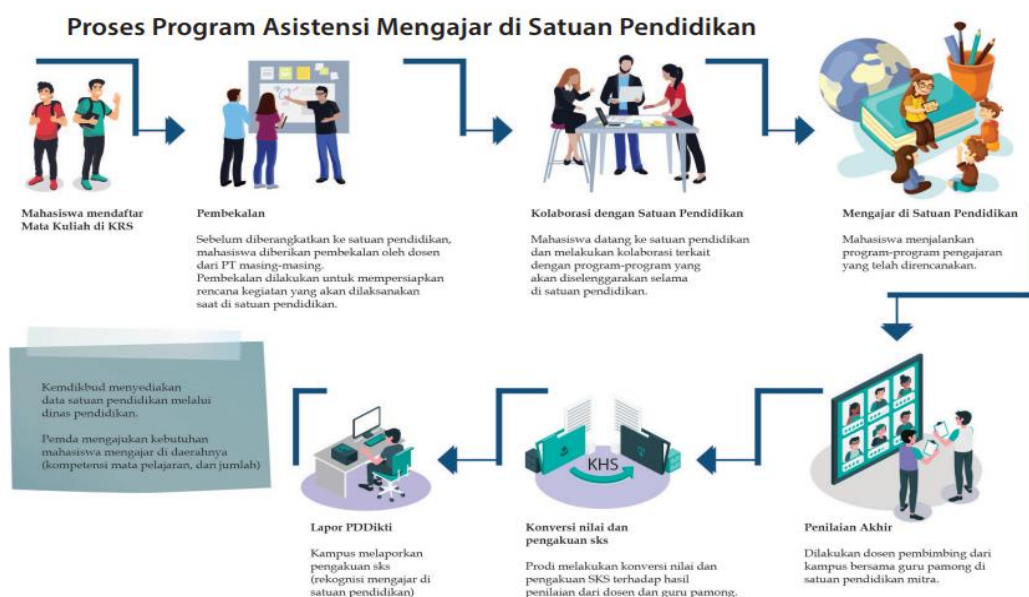 Proses Program Asistensi Mengajar di Satuan Pendidikan
Mahasiswa mendaftar
Mata Kuliah di KRS
Pembekalan
Sebelum diberangkatkan ke satuan pendidikan,
mahasiswa diberikan pembekalan oleh dosen
dari PT masing-masing.
Pembekalan dilakukan untuk mempersiapkan
rencana kegiatan yang akan dilaksanakan
saat di satuan pendidikan.
Kolaborasi dengan Satuan Pendidikan
Mahasiswa datang ke satuan pendidikan
dan melakukan kolaborasi terkait
dengan program-program yang
akan diselenggarakan selama
di satuan pendidikan.
Mengajar di Satuan Pendidikan
Mahasiswa menjalankan
program-program pengajaran
yang telah direncanakan.
Kemdikbud menyediakan
data satuan pendidikan melalui
dinas pendidikan.
Pemda mengajukan kebutuhan
mahasiswa mengajar di daerahnya
(kompetensi mata pelajaran, dan jumlah)
Lapor PDDikti
Kampus melaporkan
pengakuan sks
(rekognisi mengajar di
satuan pendidikan)
KHS
Konversi nilai dan
pengakuan sks
Prodi melakukan konversi nilai dan
pengakuan SKS terhadap hasil
penilaian dari dosen dan guru pamong.
Penilaian Akhir
Dilakukan dosen pembimbing dari
kampus bersama guru pamong di
satuan pendidikan mitra.